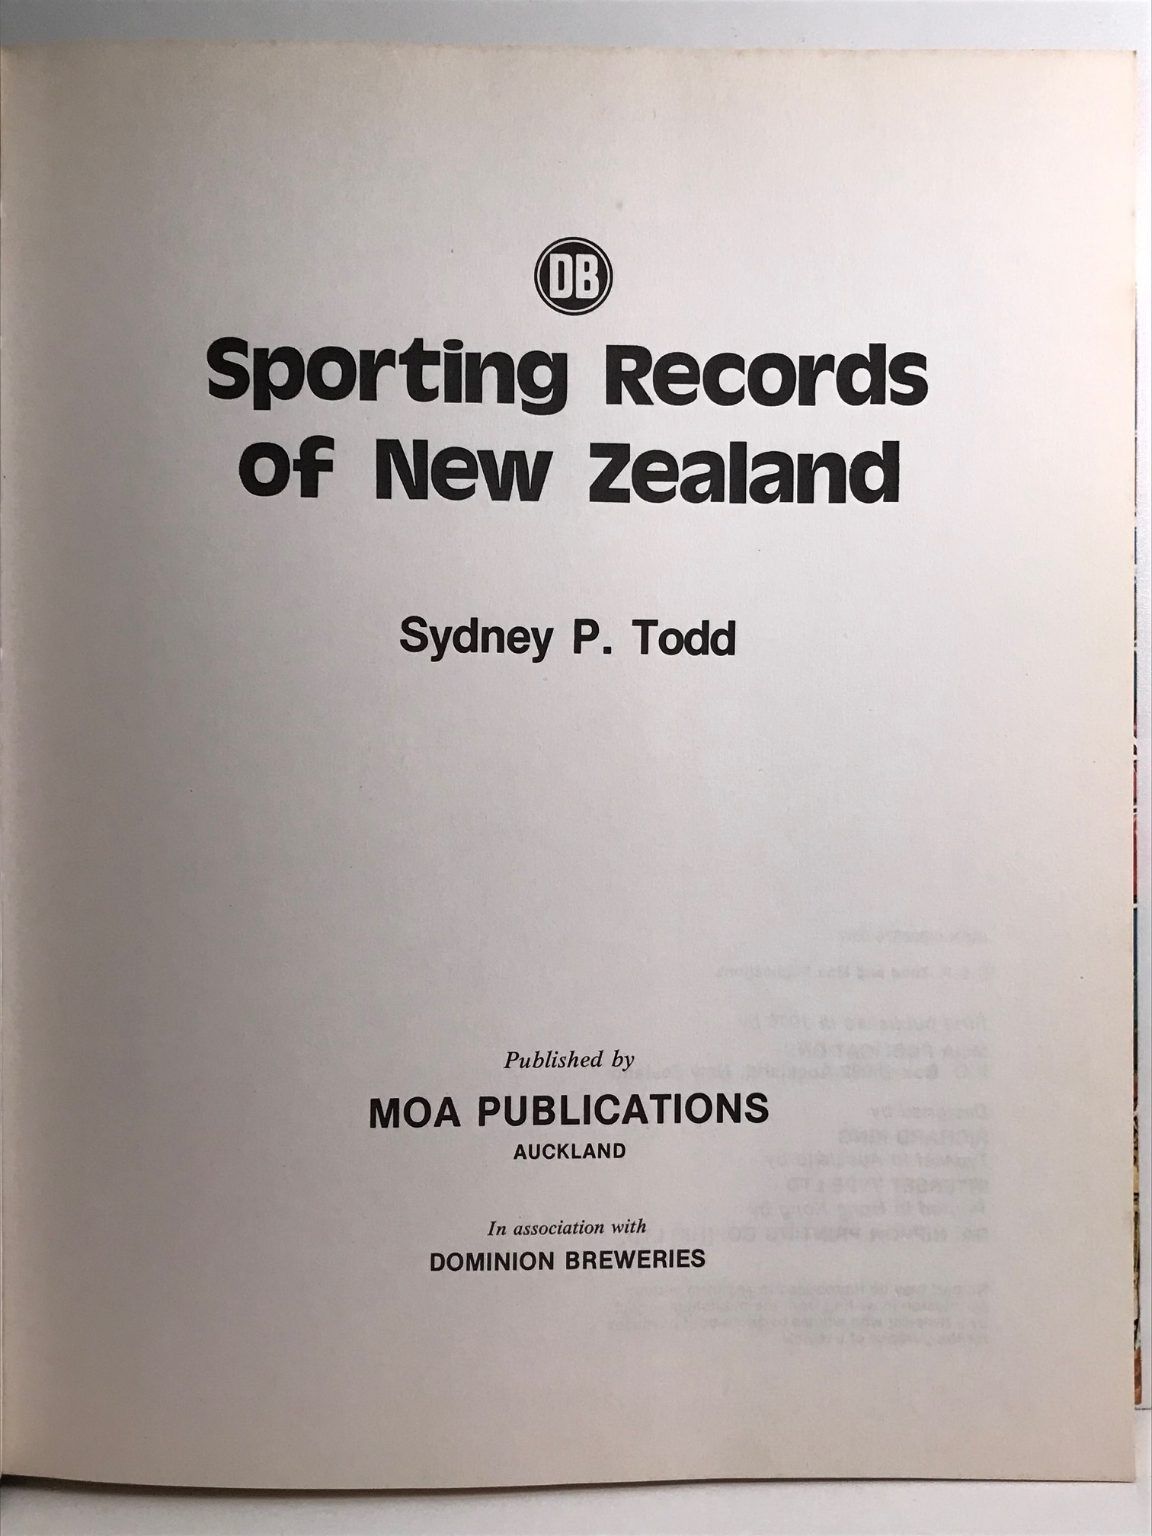 DB
Sporting Records
of New Zealand
Sydney P. Todd
Published by
MOA PUBLICATIONS
AUCKLAND
In association with
DOMINION BREWERIES